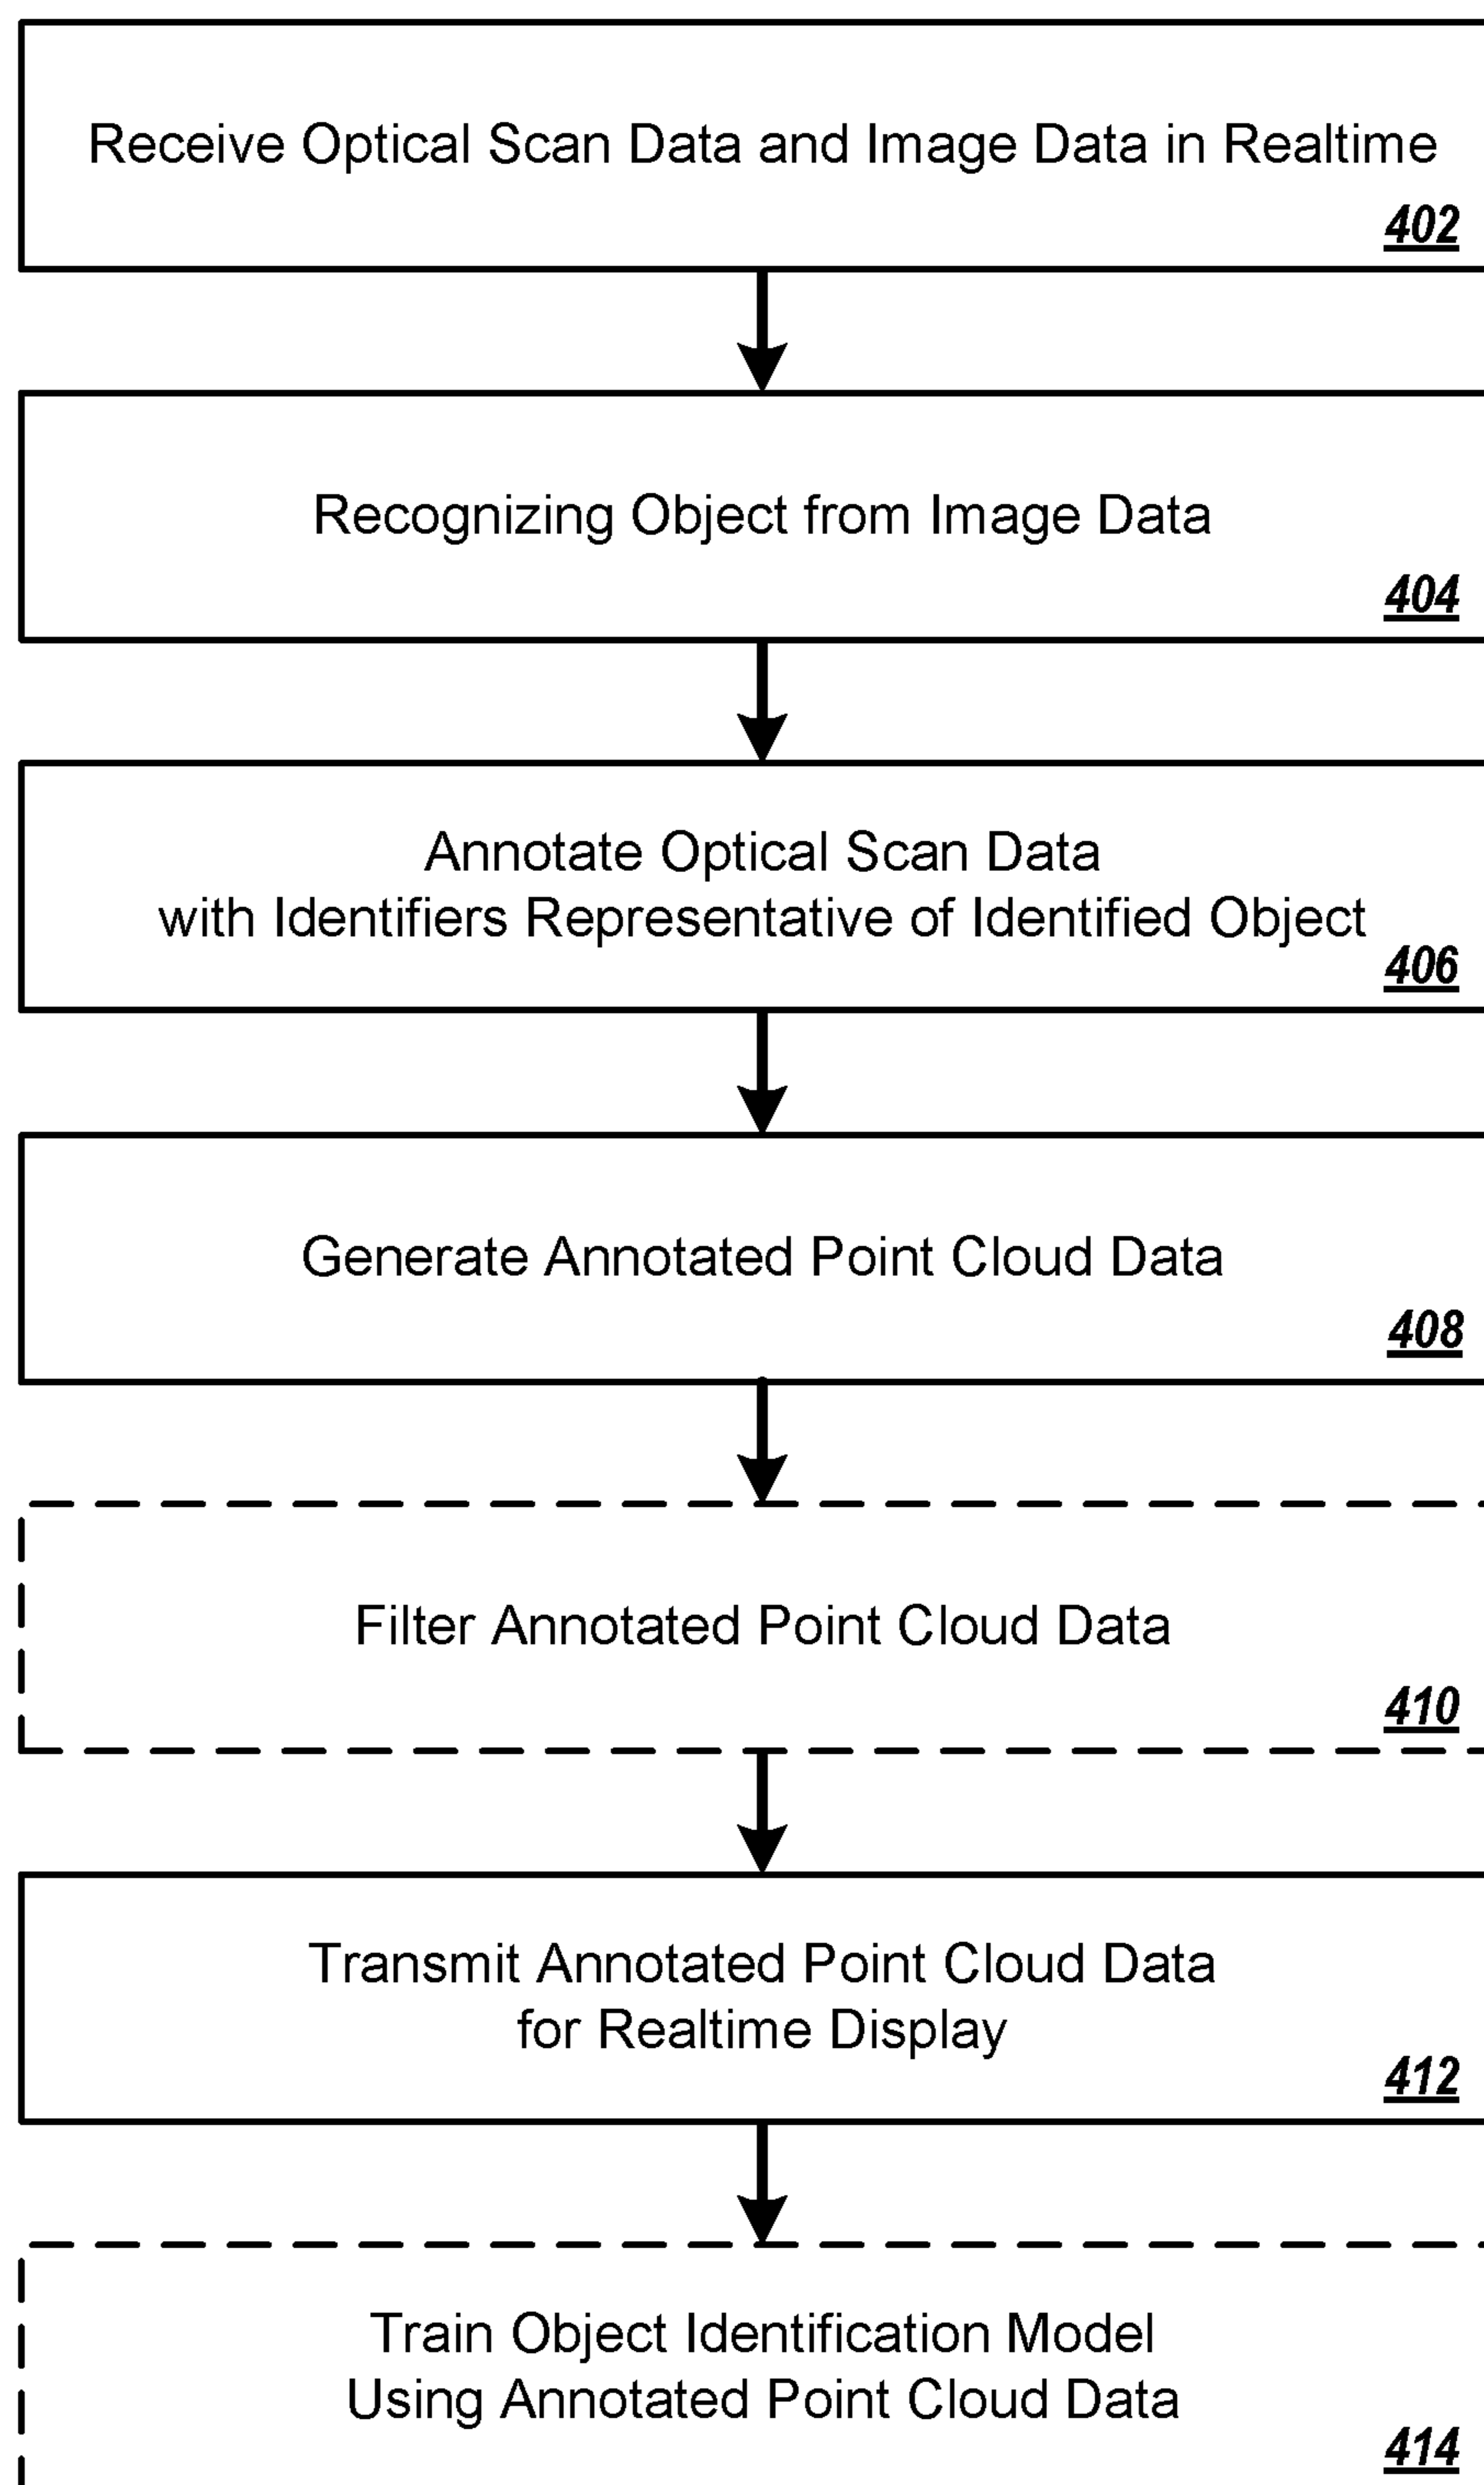 Receive Optical Scan Data and Image Data in Realtime
402
Recognizing Object from Image Data
404
Annotate Optical Scan Data
with Identifiers Representative of Identified Object
406
Generate Annotated Point Cloud Data
408
Filter Annotated Point Cloud Data
410
Transmit Annotated Point Cloud Data
for Realtime Display
412
Train Object Identification Model
Using Annotated Point Cloud Data
414